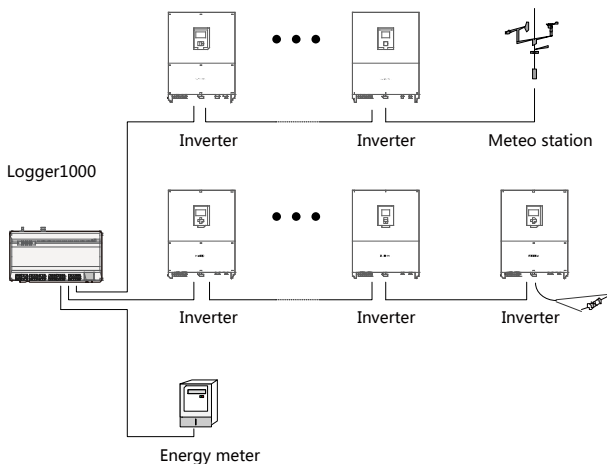 Inverter
Inverter
Meteo station
Logger1000
Inverter
Inverter
Inverter
Energy meter